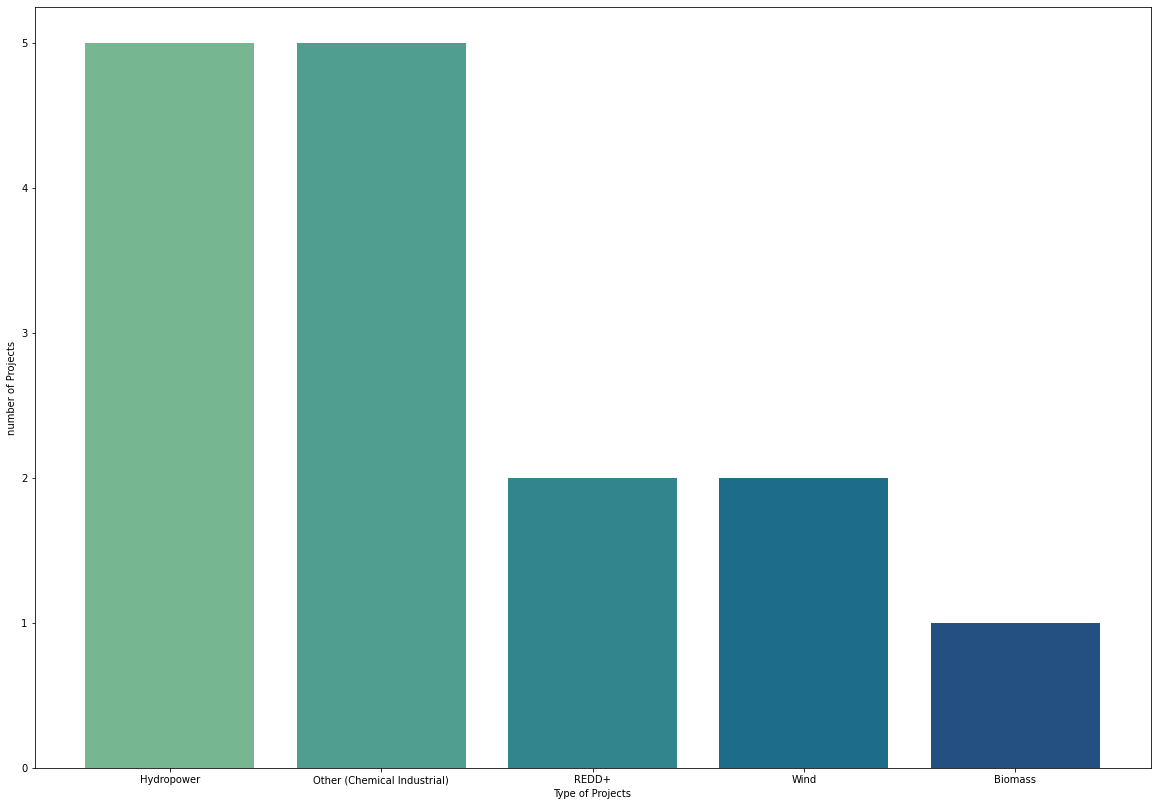 number of Projects
5
4
3
2
1
0
Hydropower
Other (Chemical Industrial)
REDD+
Wind
Biomass
Type of Projects